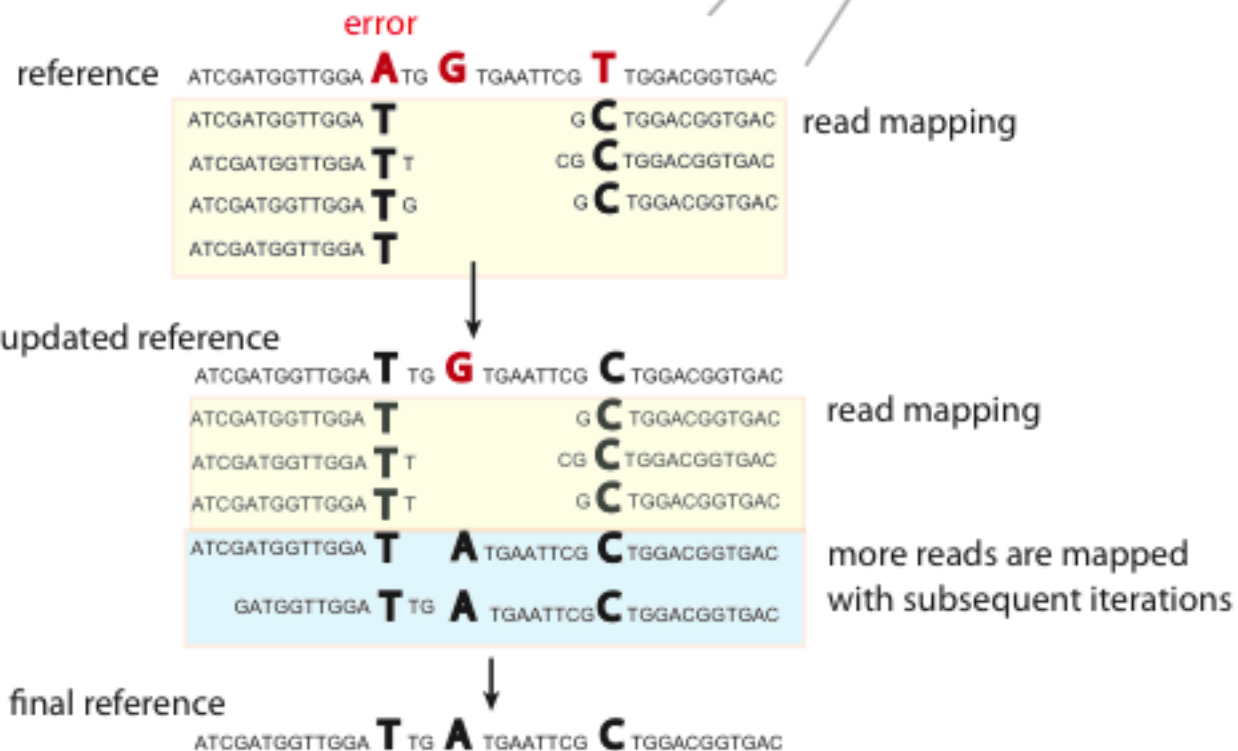 error
reference ATCGATGGTTGGA A TG G TGAATTCG T TGGACGGTGAC
ATCGATGGTTGGA T G C TGGACGGTGAC read mapping
ATCGATGGTTGGA T T CG C TGGACGGTGAC
ATCGATGGTTGGA T G G C TGGACGGTGAC
ATCGATGGTTGGA T
updated reference
ATCGATGGTTGGA T TG G TGAATTCG C TGGACGGTGAC
ATCGATGGTTGGA T G C TGGACGGTGAC read mapping
ATCGATGGTTGGA T T CG C TGGACGGTGAC
ATCGATGGTTGGA T T G C TGGACGGTGAC
ATCGATGGTTGGA T A TGAATTCG C TGGACGGTGAC more reads are mapped
with subsequent iterations
GATGGTTGGA T TG A TGAATTCG C TGGACGGTGAC
final reference
ATCGATGGTTGGA T TG A TGAATTCG C TGGACGGTGAC